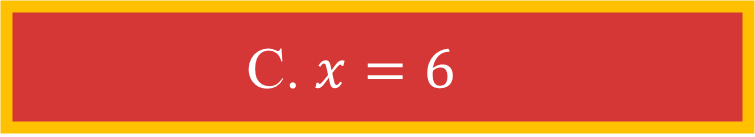 C. 𝑥 = 6